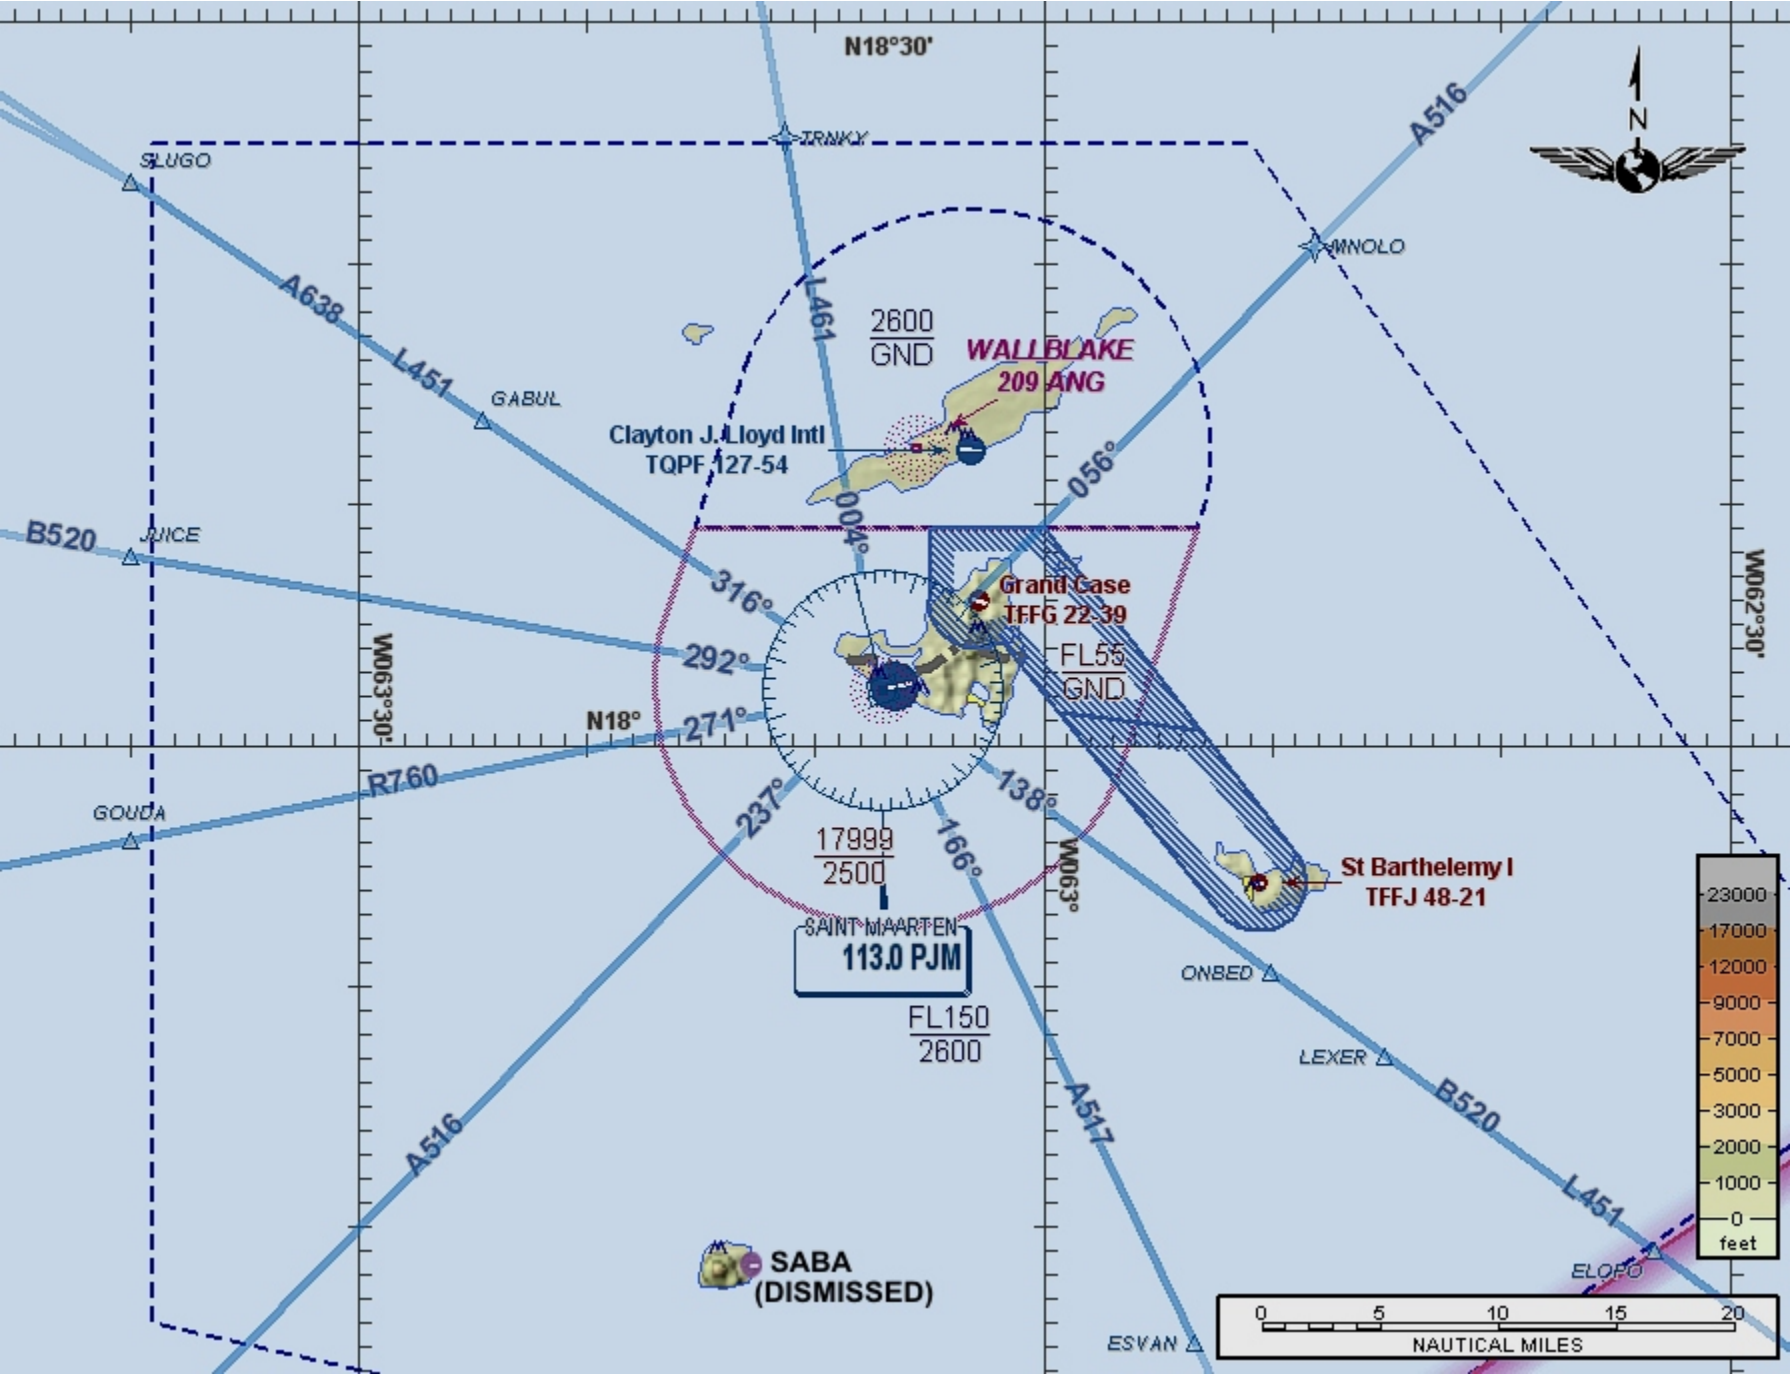 N18°30'
A516
N
TRNKY
SLUGO
MNOLO
A638
L461
2600
GND
WALLBLAKE
209 ANG
L451
GABUL
Clayton J. Lloyd Intl
TQPF 127-54
056°
004°
B520
JUICE
W062°30'
316°
Grand Case
TFFG 22-39
292°
FL55
GND
W063°30'
N18°
271°
R760
GOUDA
237°
138°
17999
2500
166°
W063°
St Barthelemy I
TFFJ 48-21
SAINT MAARTEN
113.0 PJM
ONBED
FL150
2600
LEXER
B520
A516
A517
L451
23000
17000
12000
9000
7000
5000
3000
2000
1000
0
feet
SABA
(DISMISSED)
ELOPO
ESVAN
0 5 10 15 20
NAUTICAL MILES